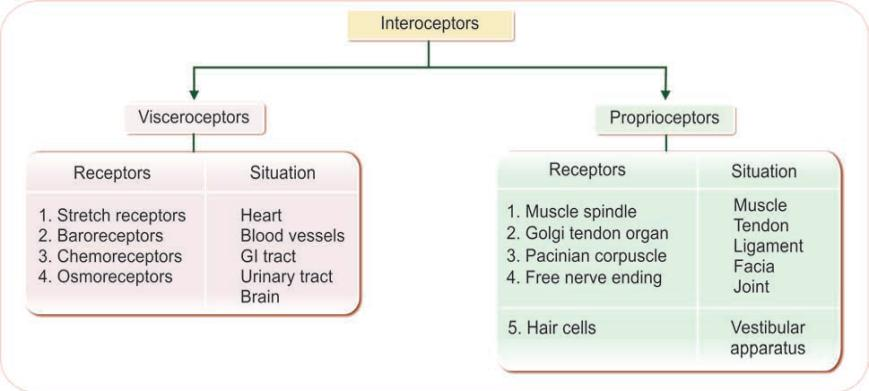 Interoceptors
Visceroceptors
Receptors Situation
1. Stretch receptors Heart
2. Baroreceptors Blood vessels
3. Chemoreceptors GI tract
4. Osmoreceptors Urinary tract
Brain
Proprioceptors
Receptors Situation
1. Muscle spindle Muscle
2. Golgi tendon organ Tendon
3. Pacinian corpuscle Ligament
4. Free nerve ending Facia
Joint
5. Hair cells Vestibular
apparatus